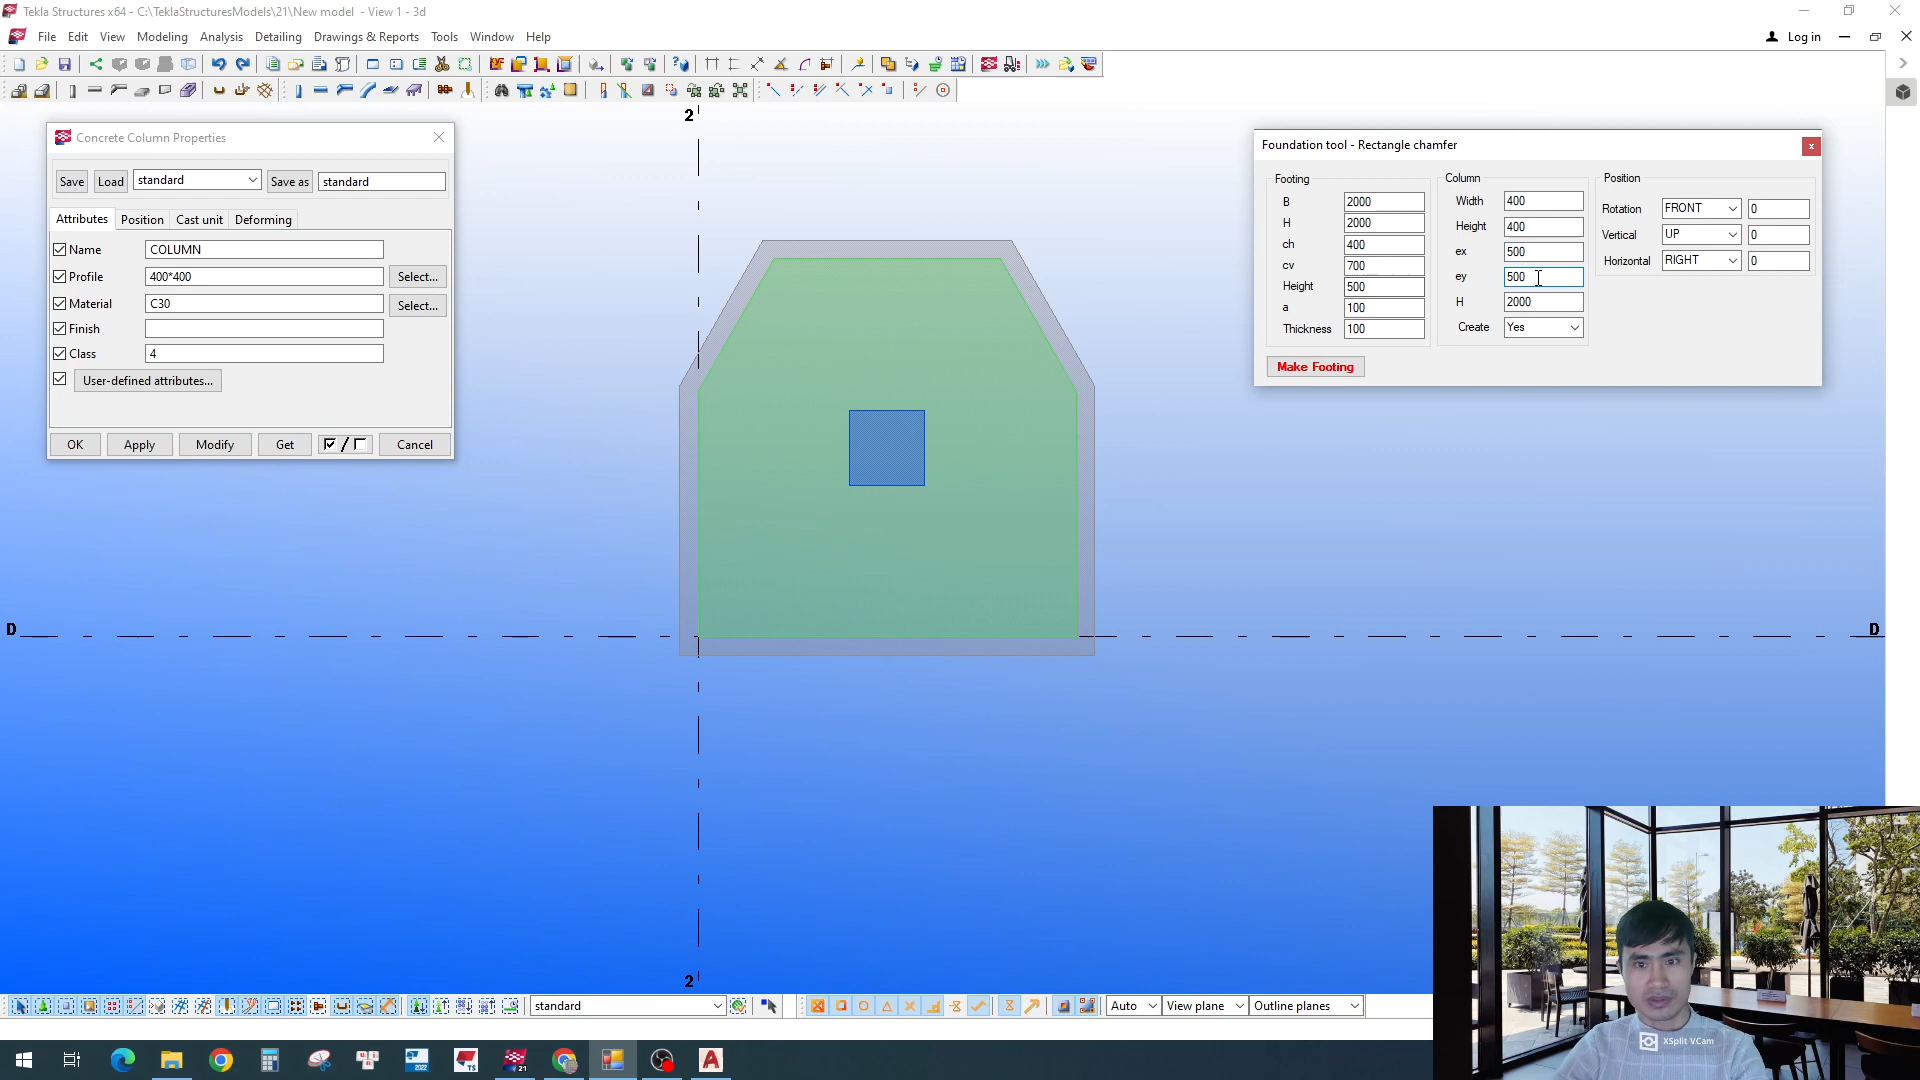 Tekla Structures x64 - C:\TeklaStructuresModels\21\New model - View 1 - 3d
File Edit View Modeling Analysis Detailing Drawings & Reports Tools Window Help
Log in
2
Concrete Column Properties
Save Load standard Save as standard
Attributes Position Cast unit Deforming
Name COLUMN
Profile 400*400 Select...
Material C30 Select...
Finish
Class 4
User-defined attributes...
OK Apply Modify Get / Cancel
Foundation tool - Rectangle chamfer
x
Footing
B 2000
H 2000
ch 400
cv 700
Height 500
a 100
Thickness 100
Column
Width 400
Height 400
ex 500
ey 500
H 2000
Create Yes
Position
Rotation FRONT 0
Vertical UP 0
Horizontal RIGHT 0
Make Footing
D D
2
standard
Auto View plane Outline planes
XSplit VCam
2022
TS
21